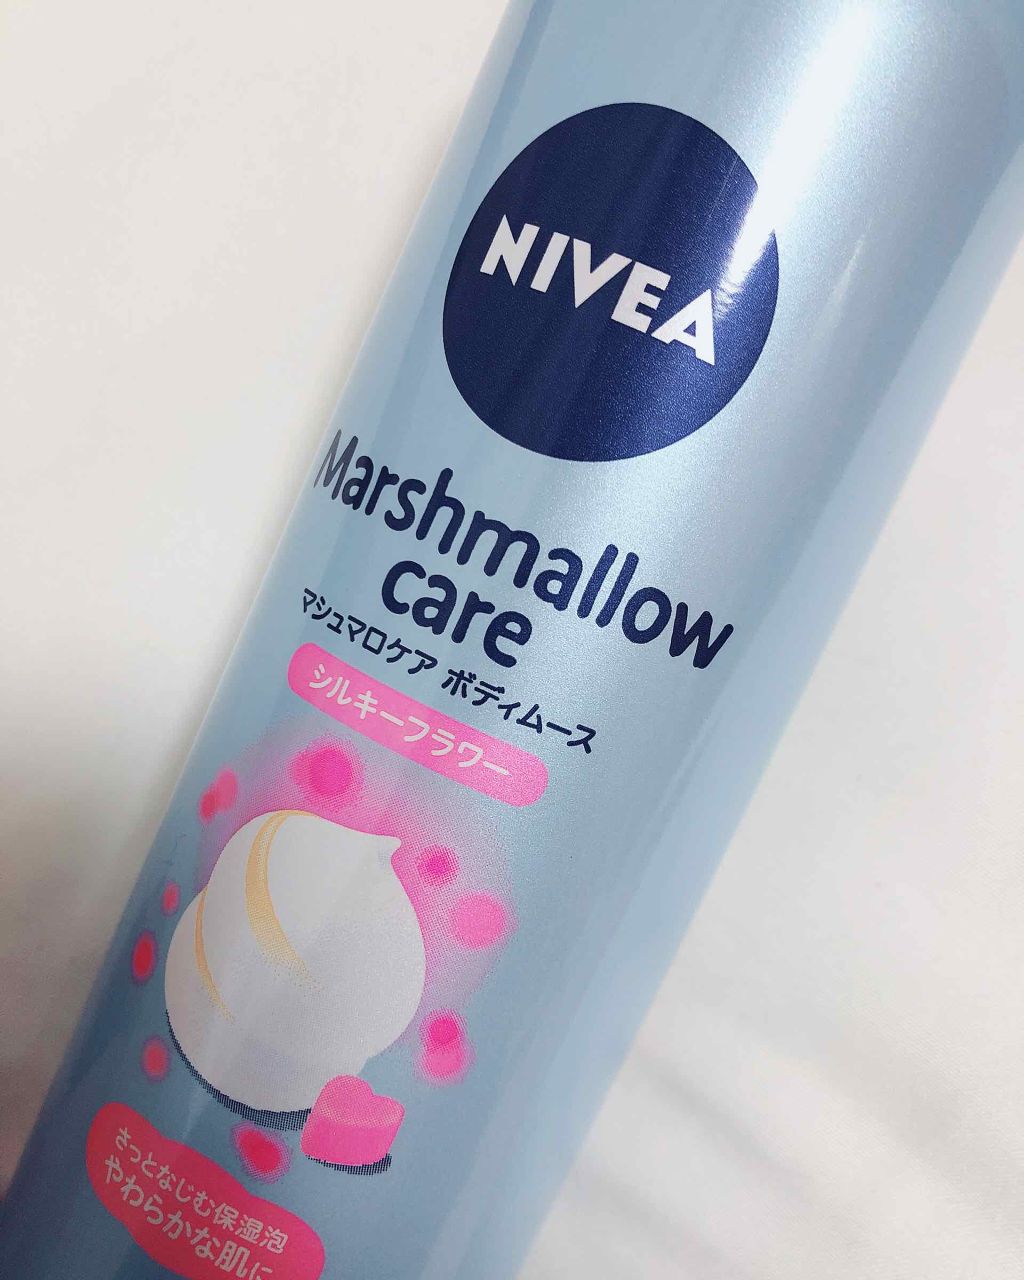 NIVEA
Marshmallow
care
マシュマロケア ボディムース
シルキーフラワー
さっとなじむ保湿泡
やわらかな肌に